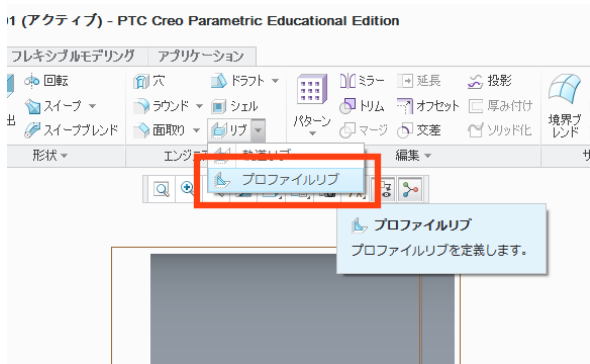 01 (アクティブ) - PTC Creo Parametric Educational Edition
フレキシブルモデリング アプリケーション
回転 穴 ドラフト ミラー 延長 投影
スイープ ラウンド シェル トリム オフセット 厚み付け
出 スイープブレンド 面取り リブ パターン マージ 交差 ソリッド化 境界ブレンド
形状 エンジニア 軌道リブ 編集 サ
プロファイルリブ
プロファイルリブ
プロファイルリブを定義します。